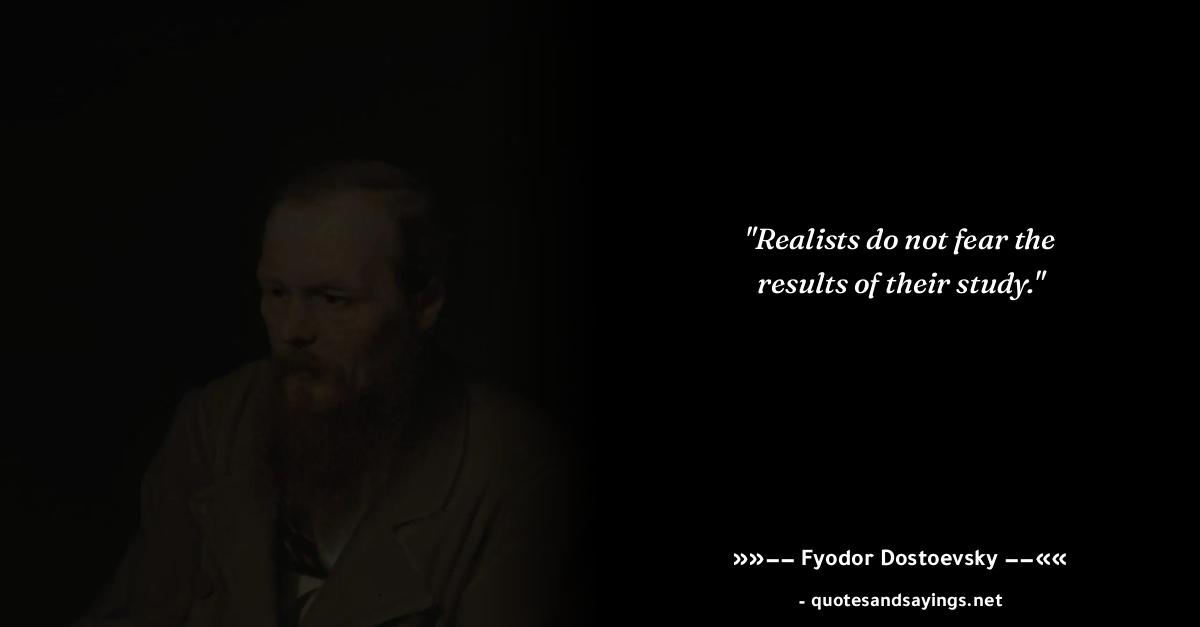 "Realists do not fear the
results of their study."
»»−− Fyodor Dostoevsky −−««
- quotesandsayings.net